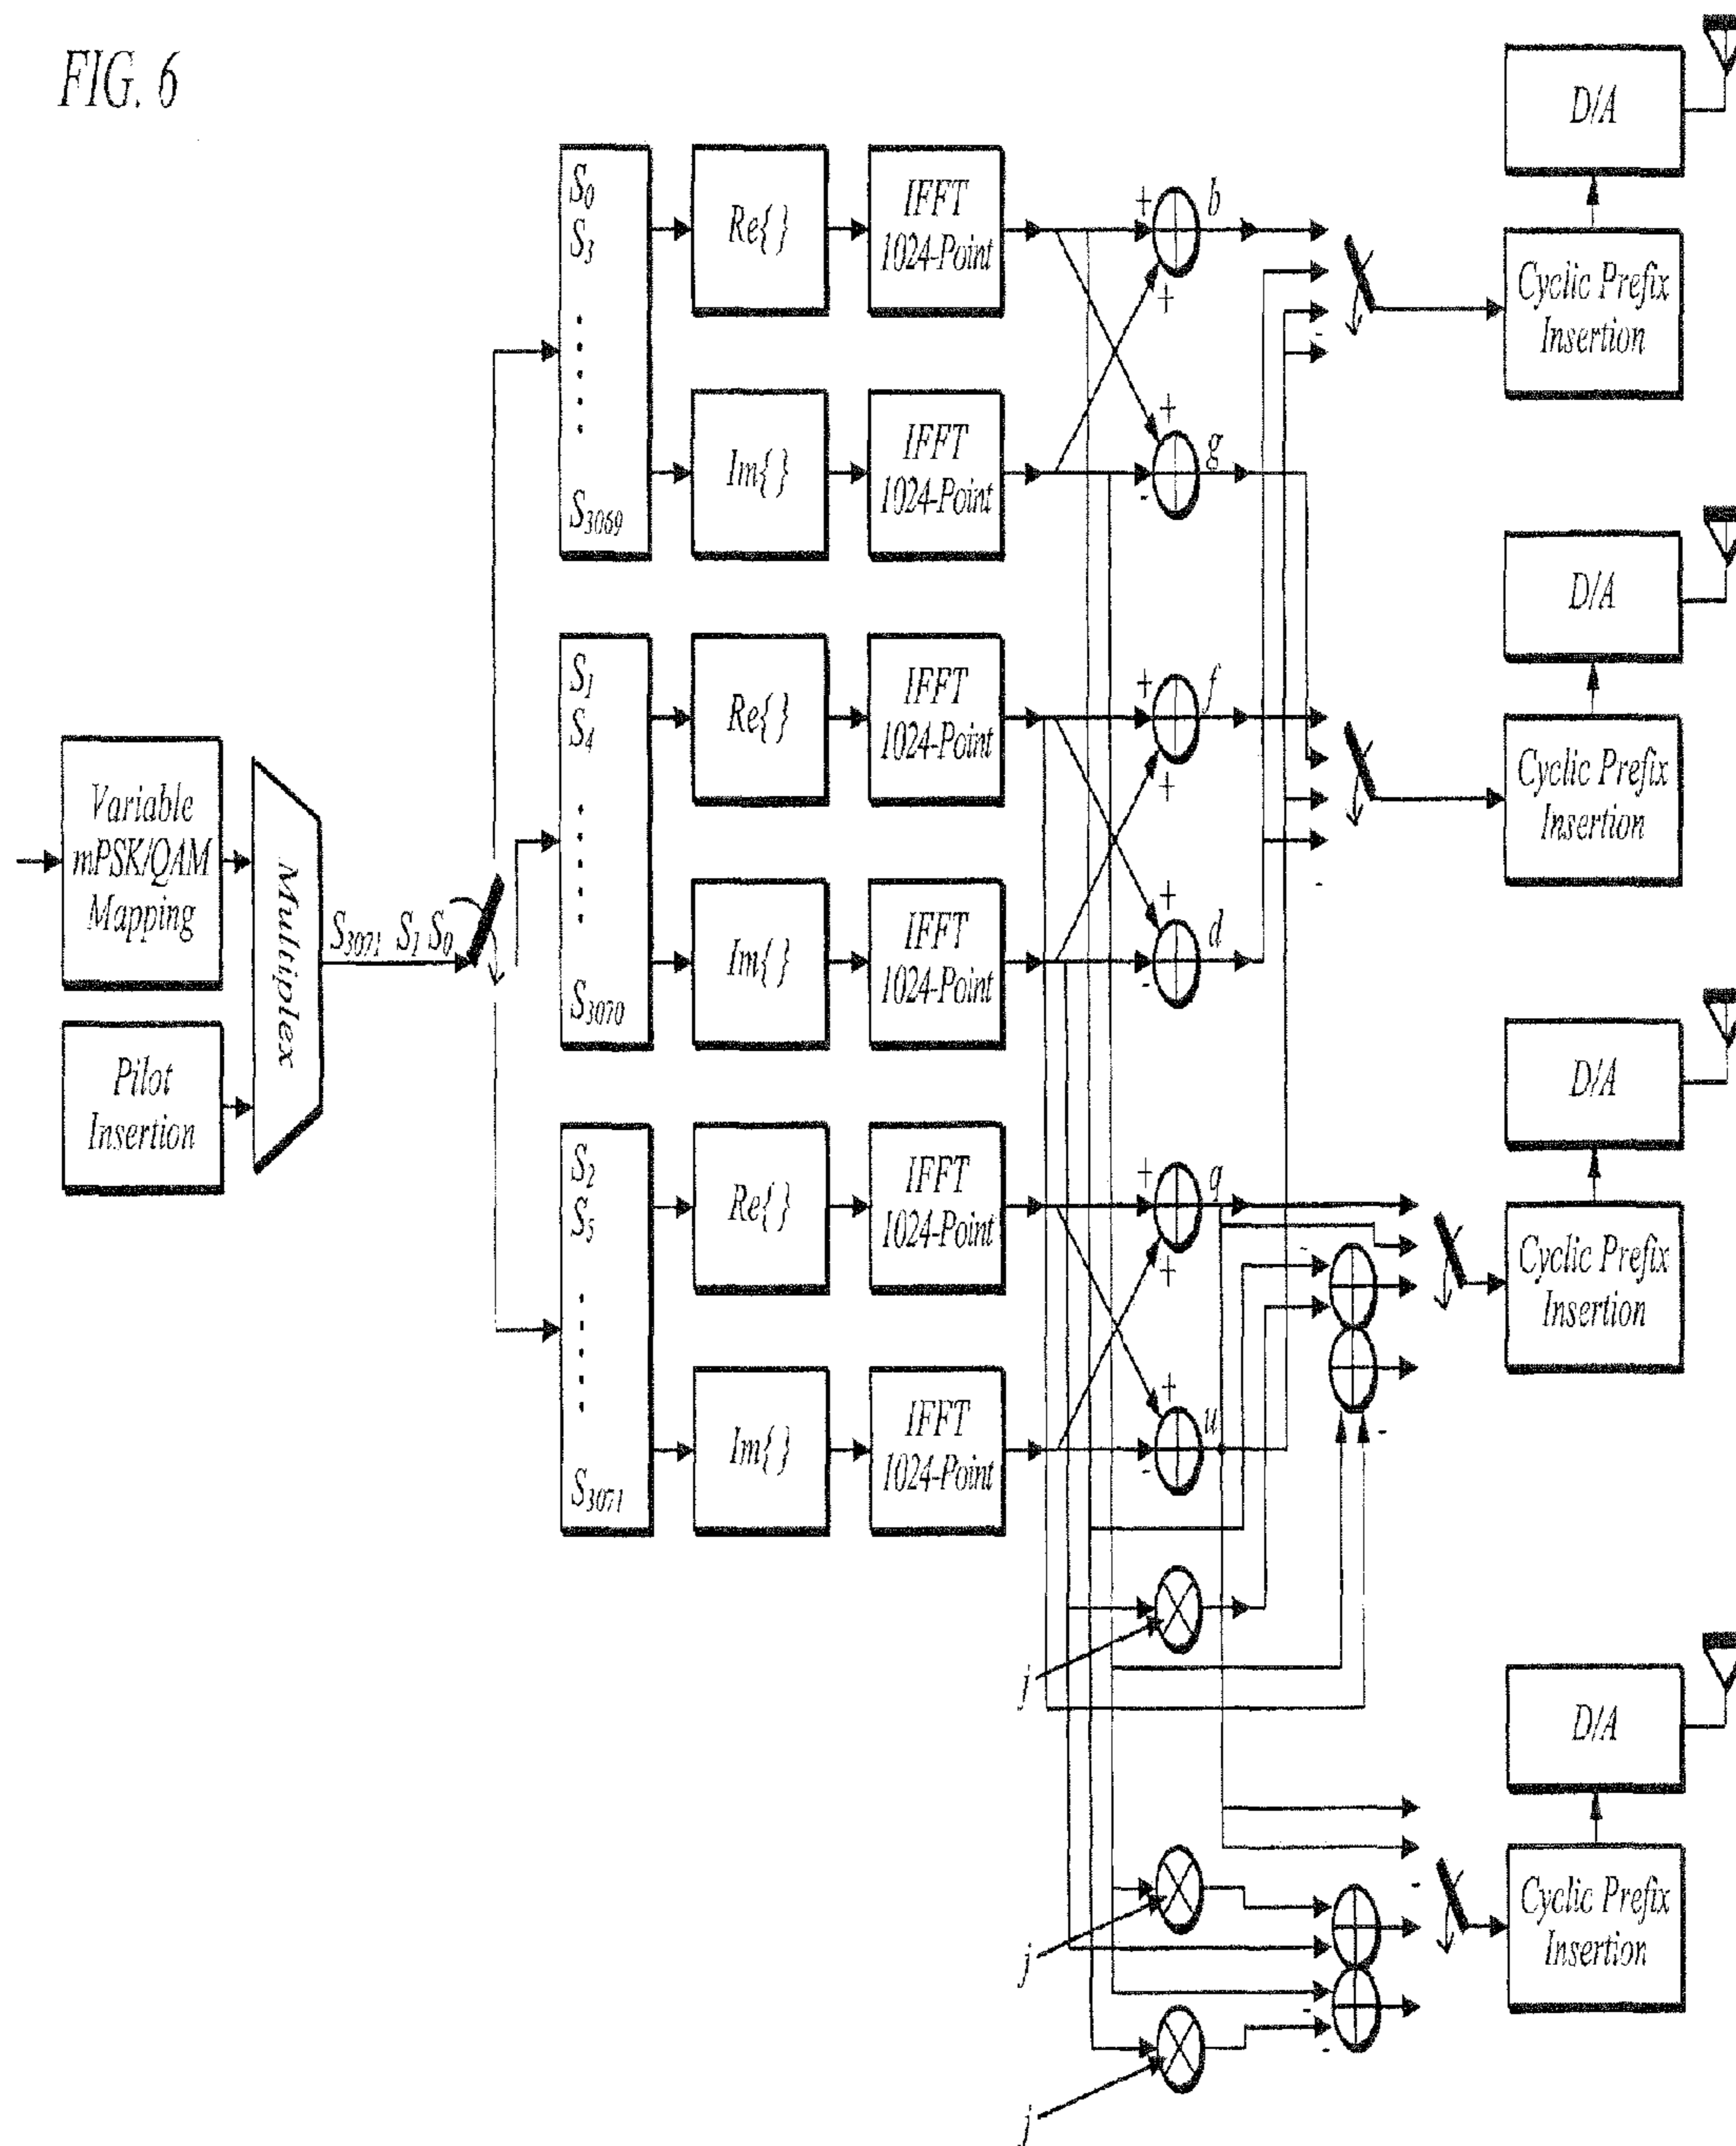 FIG. 6
Variable
mPSK/QAM
Mapping
Pilot
Insertion
Multiplex
S3071 S1 S0
S0
S3
S3069
Re{ }
IFFT
1024-Point
Im{ }
IFFT
1024-Point
S1
S4
S3070
Re{ }
IFFT
1024-Point
Im{ }
IFFT
1024-Point
S2
S5
S3071
Re{ }
IFFT
1024-Point
Im{ }
IFFT
1024-Point
+
b
+
+
g
-
+
f
+
+
d
-
+
q
+
+
u
-
j
j
j
-
-
-
-
-
-
-
D/A
Cyclic Prefix
Insertion
D/A
Cyclic Prefix
Insertion
D/A
Cyclic Prefix
Insertion
D/A
Cyclic Prefix
Insertion